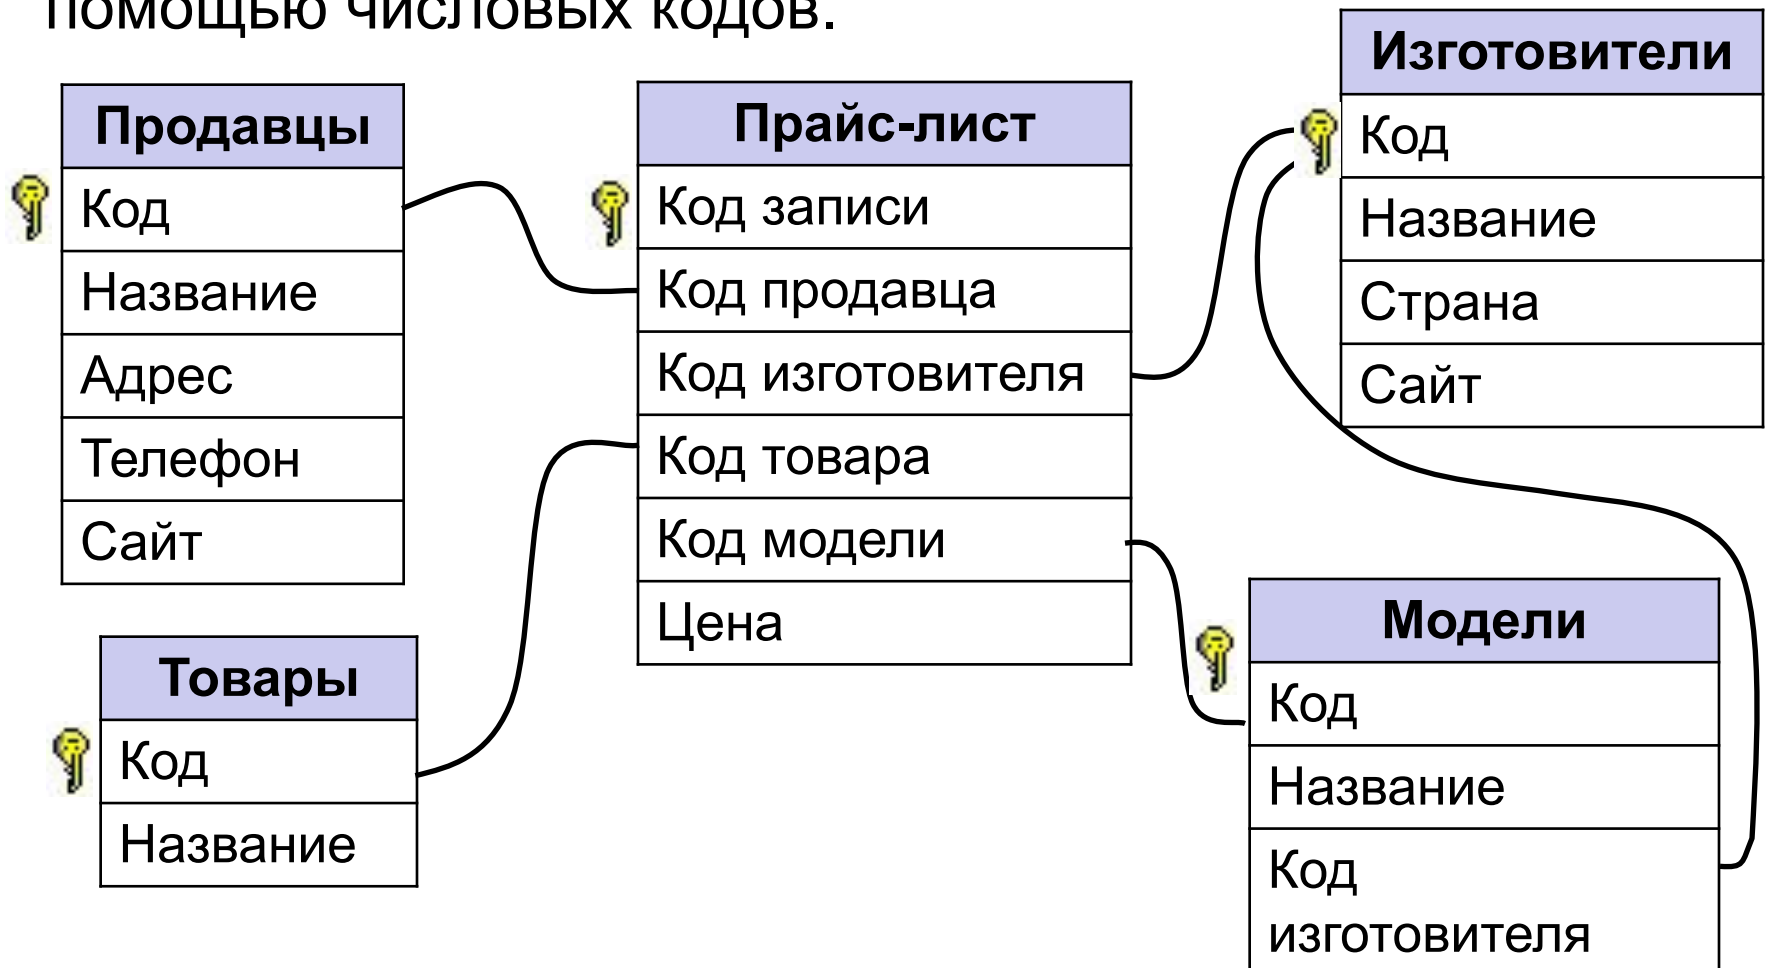 помощью числовых кодов.
Продавцы
Код
Название
Адрес
Телефон
Сайт
Товары
Код
Название
Прайс-лист
Код записи
Код продавца
Код изготовителя
Код товара
Код модели
Цена
Изготовители
Код
Название
Страна
Сайт
Модели
Код
Название
Код
изготовителя